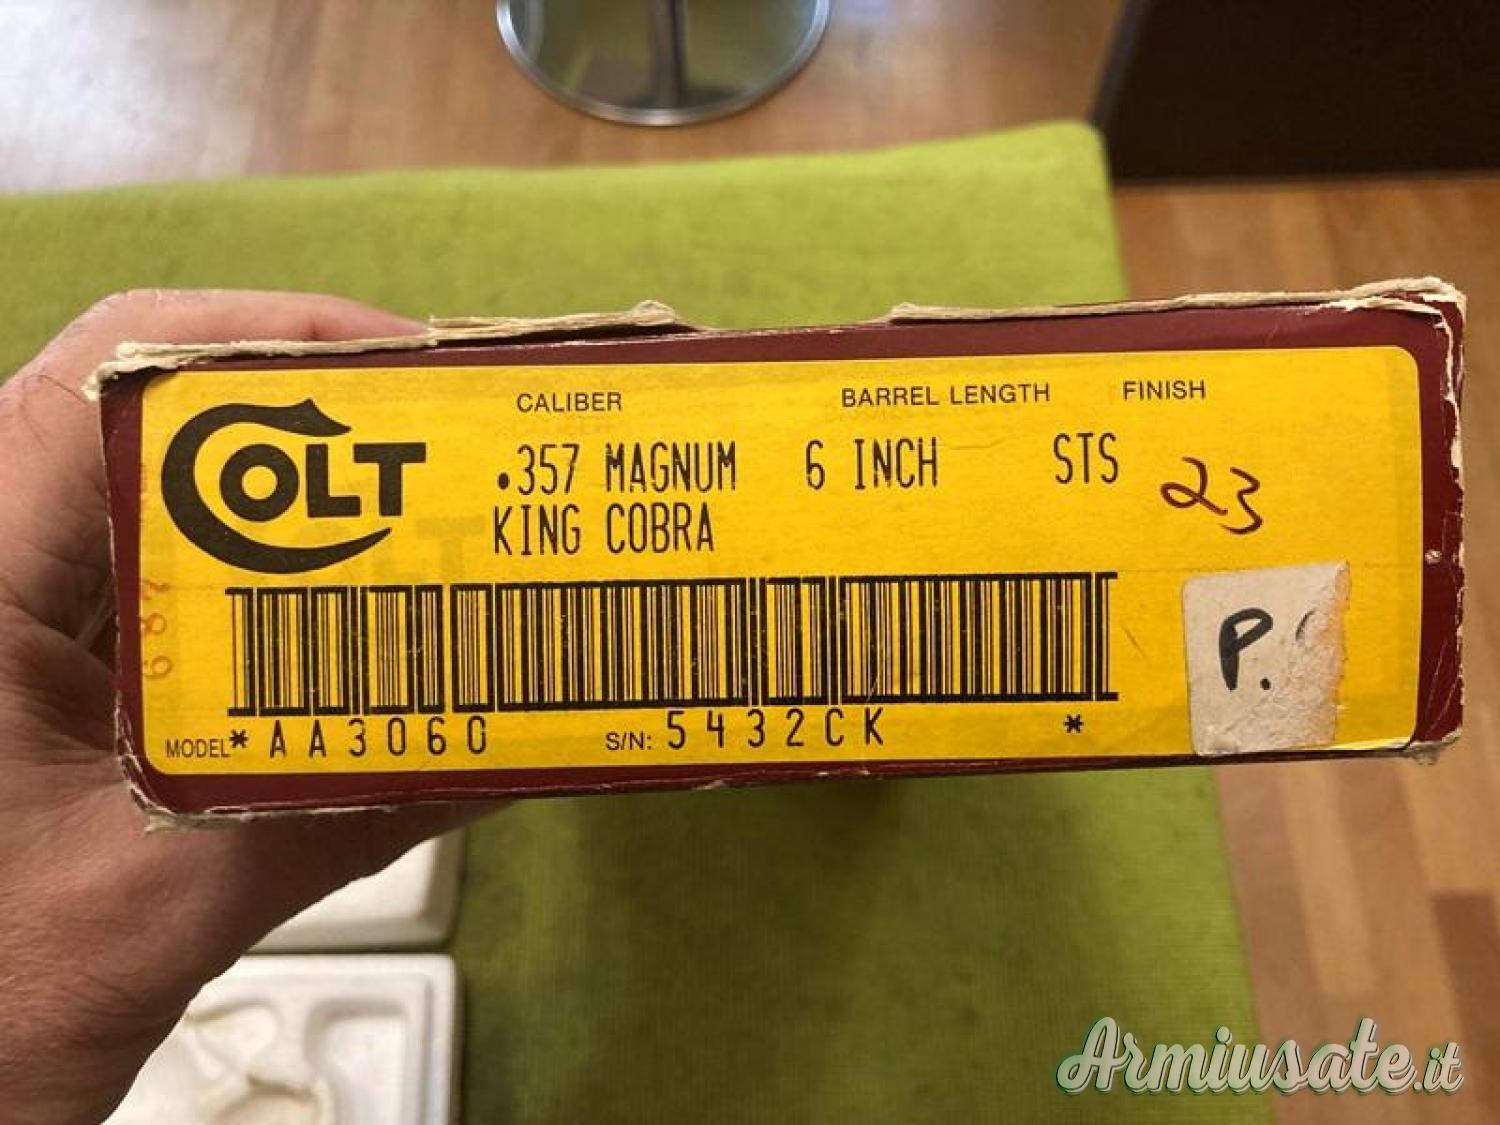 COLT
CALIBER BARREL LENGTH FINISH
.357 MAGNUM 6 INCH STS
KING COBRA
23
P.
MODEL * AA3060 S/N: 5432CK *
Armiusate.it